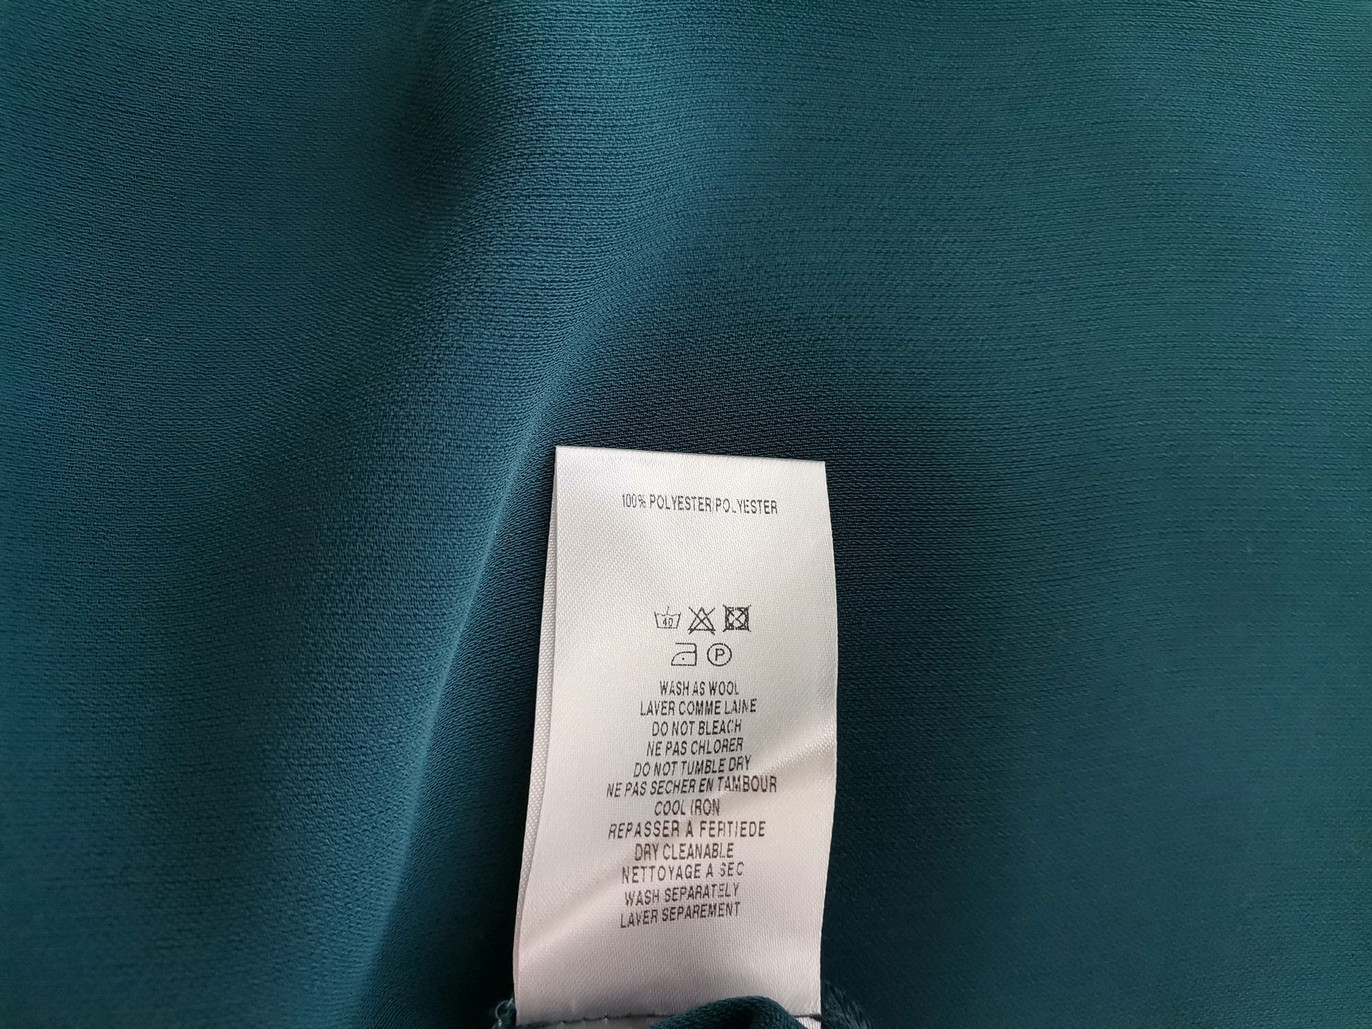 100% POLYESTER/POLYESTER
40
P
WASH AS WOOL
LAVER COMME LAINE
DO NOT BLEACH
NE PAS CHLORER
DO NOT TUMBLE DRY
NE PAS SECHER EN TAMBOUR
COOL IRON
REPASSER A FERTIEDE
DRY CLEANABLE
NETTOYAGE A SEC
WASH SEPARATELY
LAVER SEPAREMENT